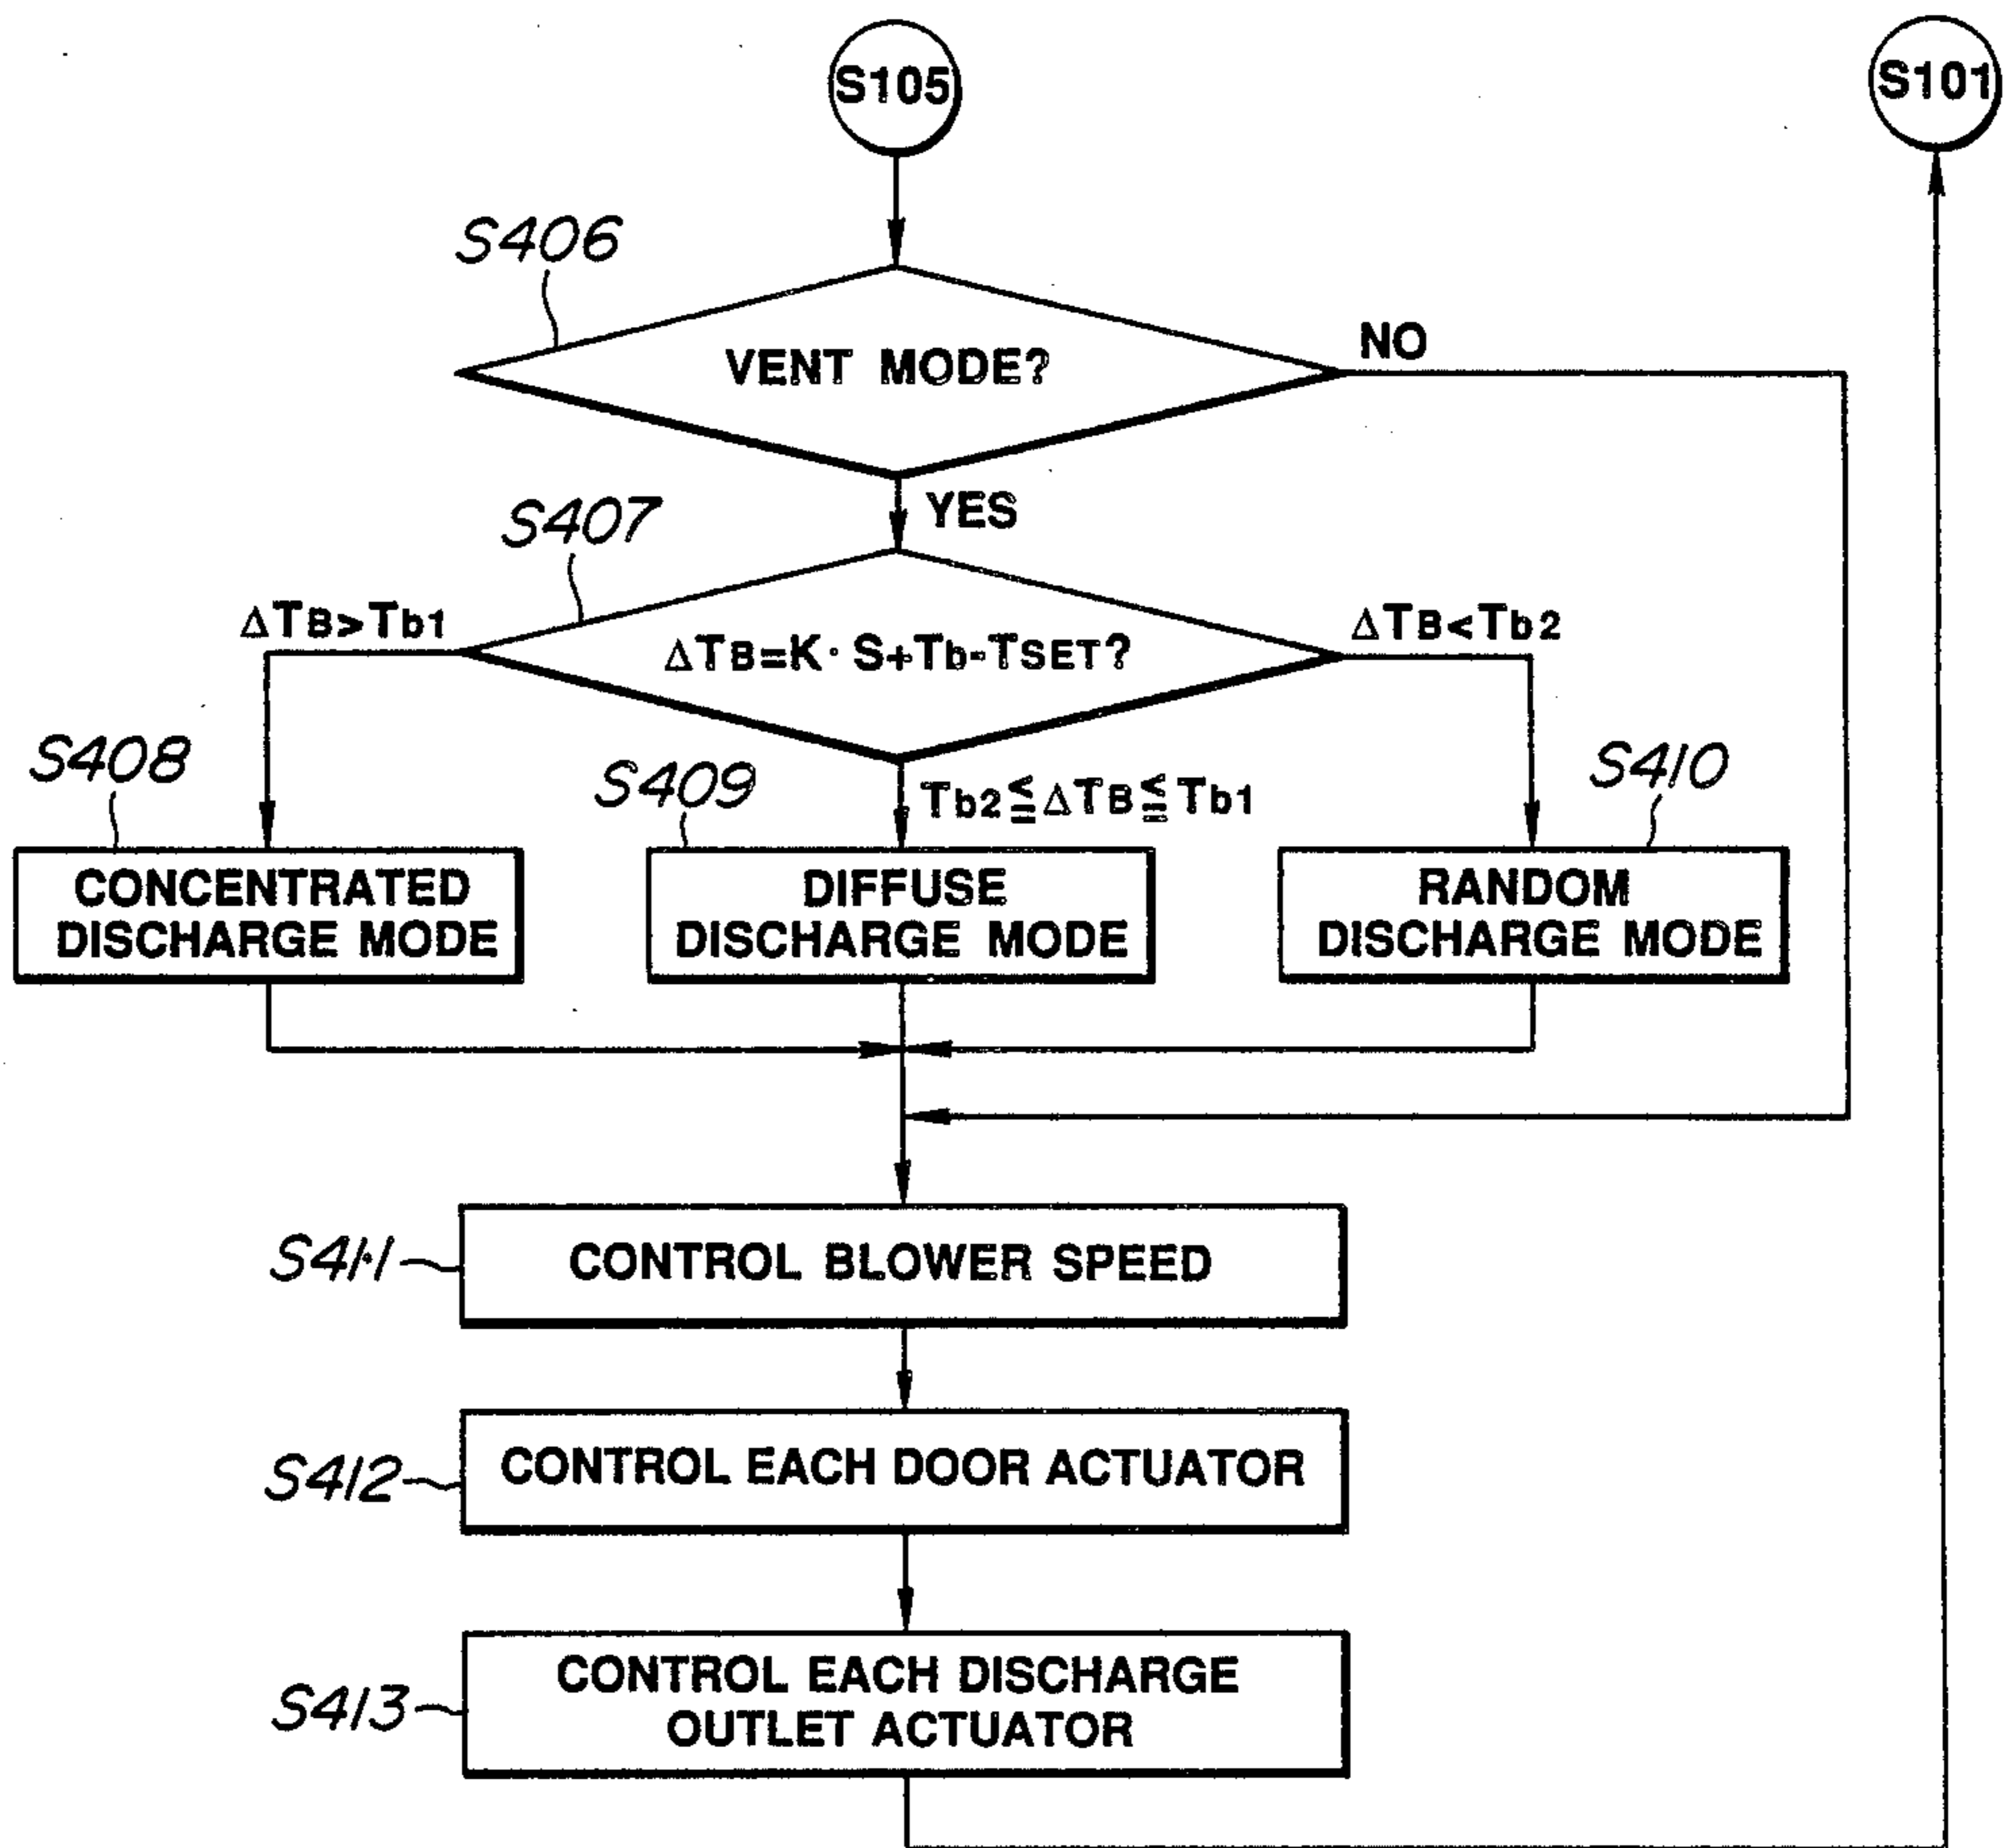 S105
S101
S406
VENT MODE?
NO
YES
S407
ΔTB>Tb1
ΔTB=K· S+Tb-TSET?
ΔTB<Tb2
S408
S409
Tb2≦ΔTB≦Tb1
S410
CONCENTRATED
DISCHARGE MODE
DIFFUSE
DISCHARGE MODE
RANDOM
DISCHARGE MODE
S411
CONTROL BLOWER SPEED
S412
CONTROL EACH DOOR ACTUATOR
S413
CONTROL EACH DISCHARGE
OUTLET ACTUATOR